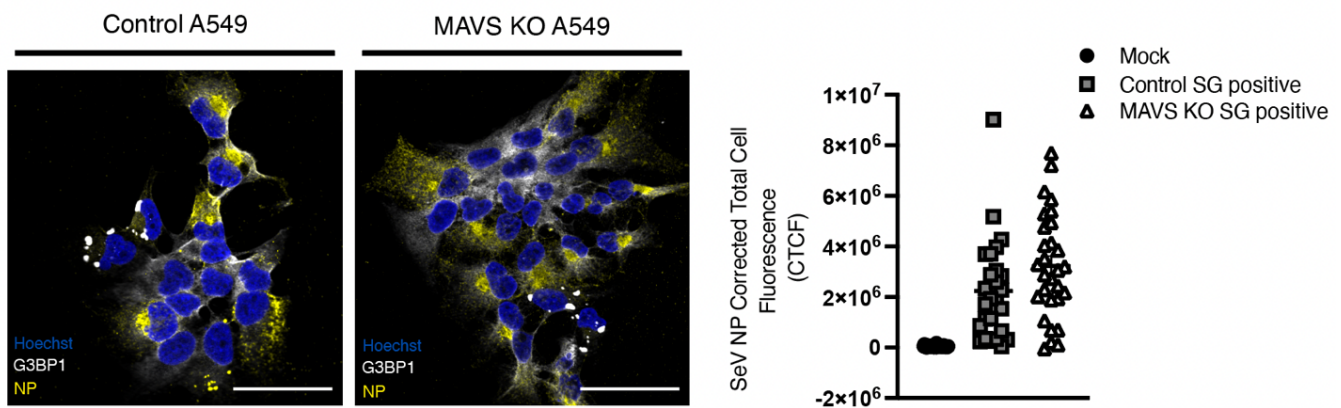 Control A549
MAVS KO A549
Hoechst
G3BP1
NP
Hoechst
G3BP1
NP
SeV NP Corrected Total Cell
Fluorescence
(CTCF)
1×10⁷
8×10⁶
6×10⁶
4×10⁶
2×10⁶
0
-2×10⁶
Mock
Control SG positive
MAVS KO SG positive